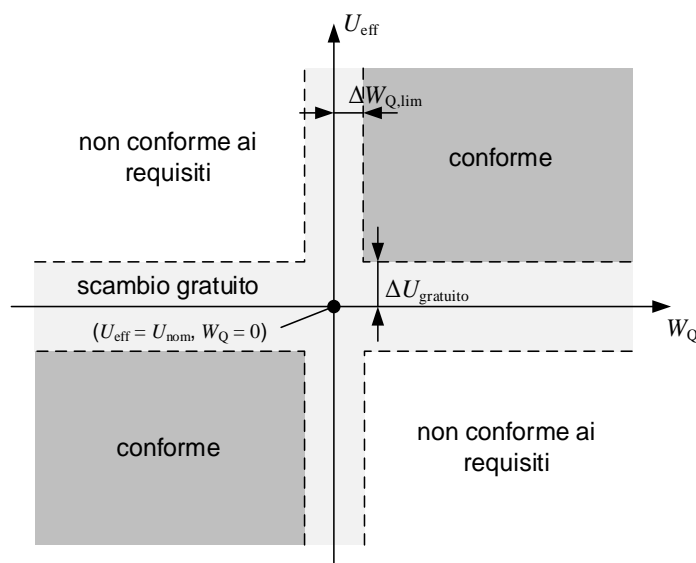 U_eff
ΔW_Q,lim
non conforme ai
requisiti
conforme
scambio gratuito
ΔU_gratuito
(U_eff = U_nom, W_Q = 0)
W_Q
conforme
non conforme ai
requisiti